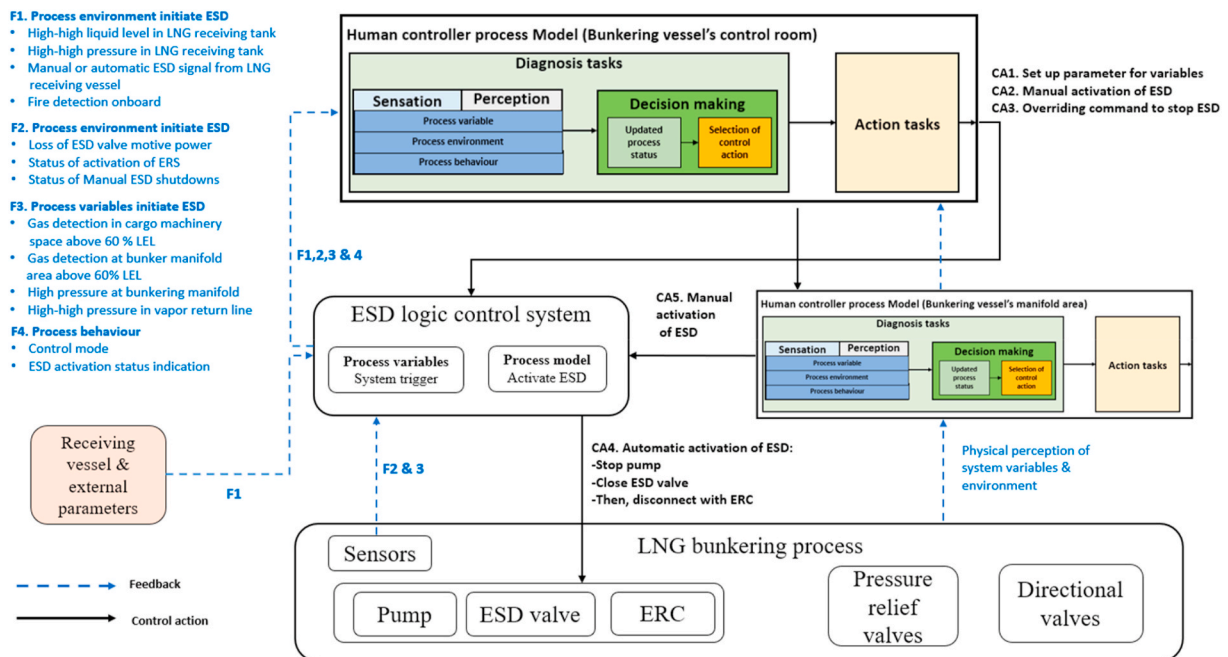 F1. Process environment initiate ESD
• High-high liquid level in LNG receiving tank
• High-high pressure in LNG receiving tank
• Manual or automatic ESD signal from LNG
receiving vessel
• Fire detection onboard
F2. Process environment initiate ESD
• Loss of ESD valve motive power
• Status of activation of ERS
• Status of Manual ESD shutdowns
F3. Process variables initiate ESD
• Gas detection in cargo machinery
space above 60 % LEL
• Gas detection at bunker manifold
area above 60% LEL
• High pressure at bunkering manifold
• High-high pressure in vapor return line
F4. Process behaviour
• Control mode
• ESD activation status indication
Human controller process Model (Bunkering vessel's control room)
Diagnosis tasks
Sensation
Perception
Process variable
Process environment
Process behaviour
Decision making
Updated
process
status
Selection of
control
action
Action tasks
CA1. Set up parameter for variables
CA2. Manual activation of ESD
CA3. Overriding command to stop ESD
F1,2,3 & 4
ESD logic control system
Process variables
System trigger
Process model
Activate ESD
CA5. Manual
activation
of ESD
Human controller process Model (Bunkering vessel's manifold area)
Diagnosis tasks
Sensation
Perception
Process variable
Process environment
Process behaviour
Decision making
Updated
process
status
Selection of
control
action
Action tasks
Receiving
vessel &
external
parameters
F1
F2 & 3
CA4. Automatic activation of ESD:
-Stop pump
-Close ESD valve
-Then, disconnect with ERC
Physical perception of
system variables &
environment
LNG bunkering process
Sensors
Pump
ESD valve
ERC
Pressure
relief
valves
Directional
valves
Feedback
Control action